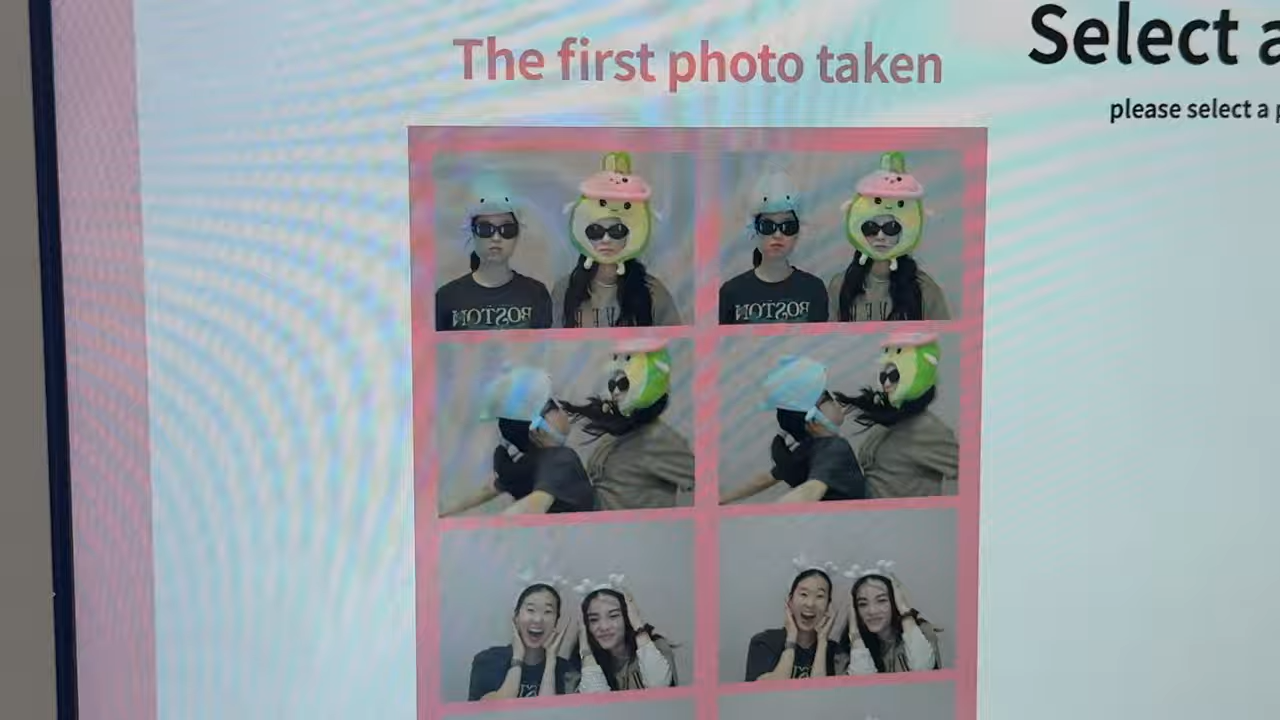 The first photo taken
Select a
please select a p
BOSTON
BOSTON